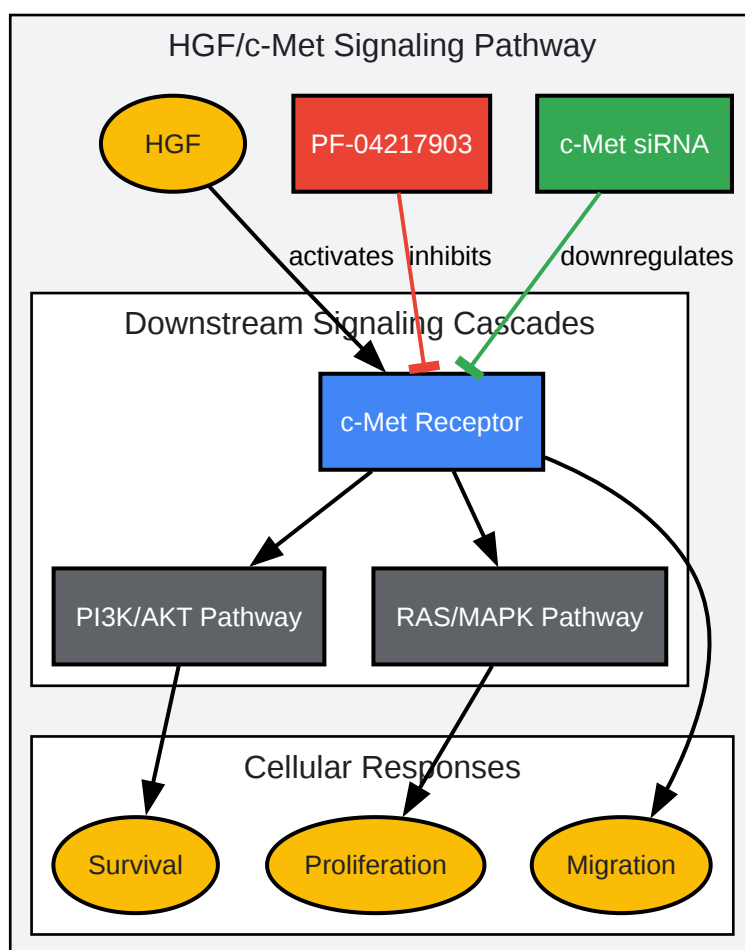 HGF/c-Met Signaling Pathway
HGF
PF-04217903
c-Met siRNA
activates
inhibits
downregulates
Downstream Signaling Cascades
c-Met Receptor
PI3K/AKT Pathway
RAS/MAPK Pathway
Cellular Responses
Survival
Proliferation
Migration